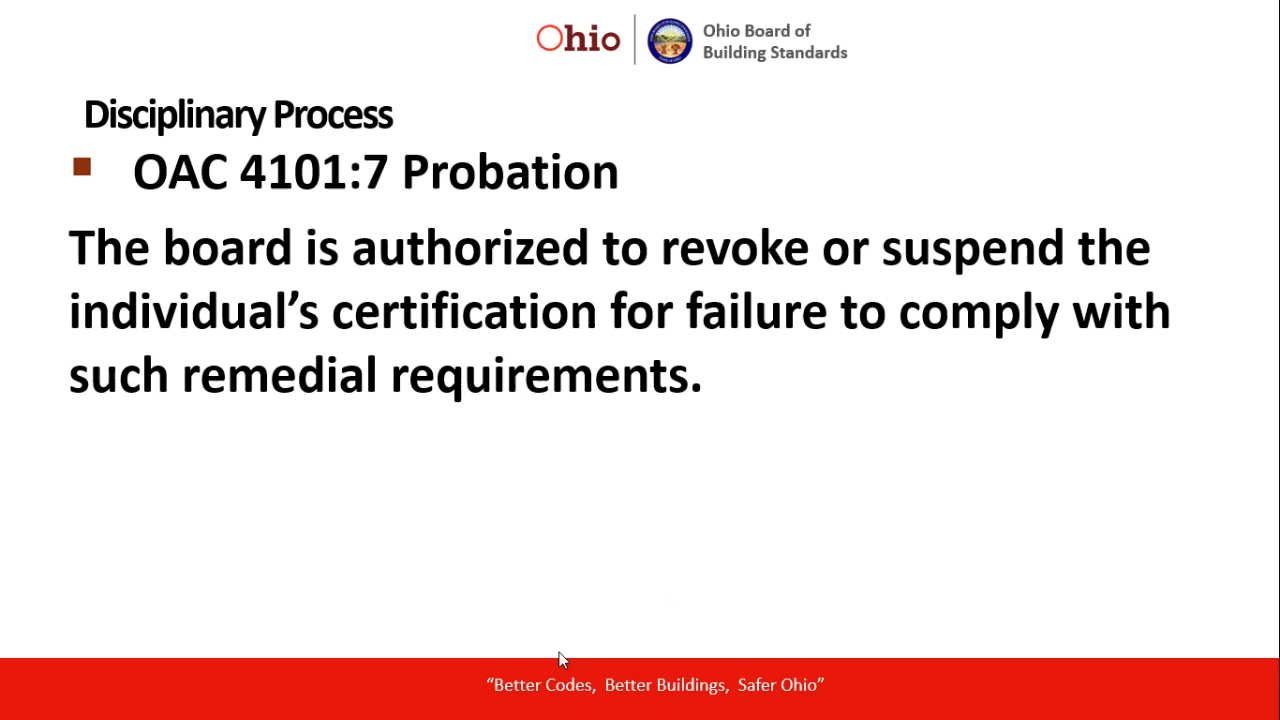 Ohio
Ohio Board of
Building Standards
Disciplinary Process
▪ OAC 4101:7 Probation
The board is authorized to revoke or suspend the
individual’s certification for failure to comply with
such remedial requirements.
“Better Codes, Better Buildings, Safer Ohio”